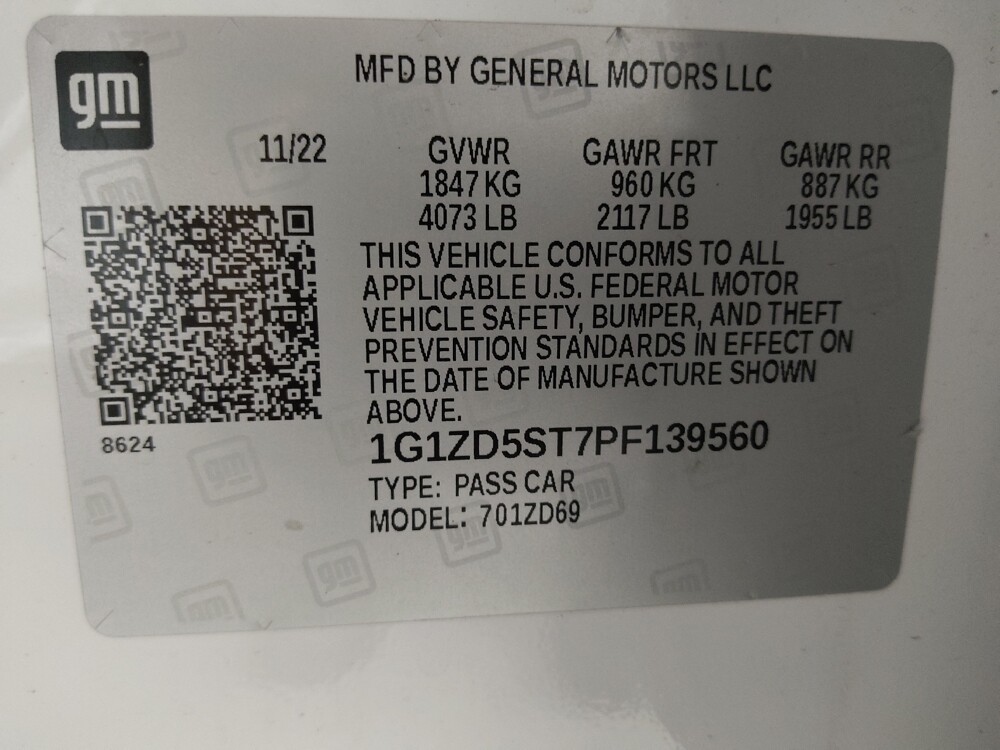 gm
MFD BY GENERAL MOTORS LLC
11/22
GVWR GAWR FRT GAWR RR
1847 KG 960 KG 887 KG
4073 LB 2117 LB 1955 LB
THIS VEHICLE CONFORMS TO ALL
APPLICABLE U.S. FEDERAL MOTOR
VEHICLE SAFETY, BUMPER, AND THEFT
PREVENTION STANDARDS IN EFFECT ON
THE DATE OF MANUFACTURE SHOWN
ABOVE.
8624
1G1ZD5ST7PF139560
TYPE: PASS CAR
MODEL: 701ZD69